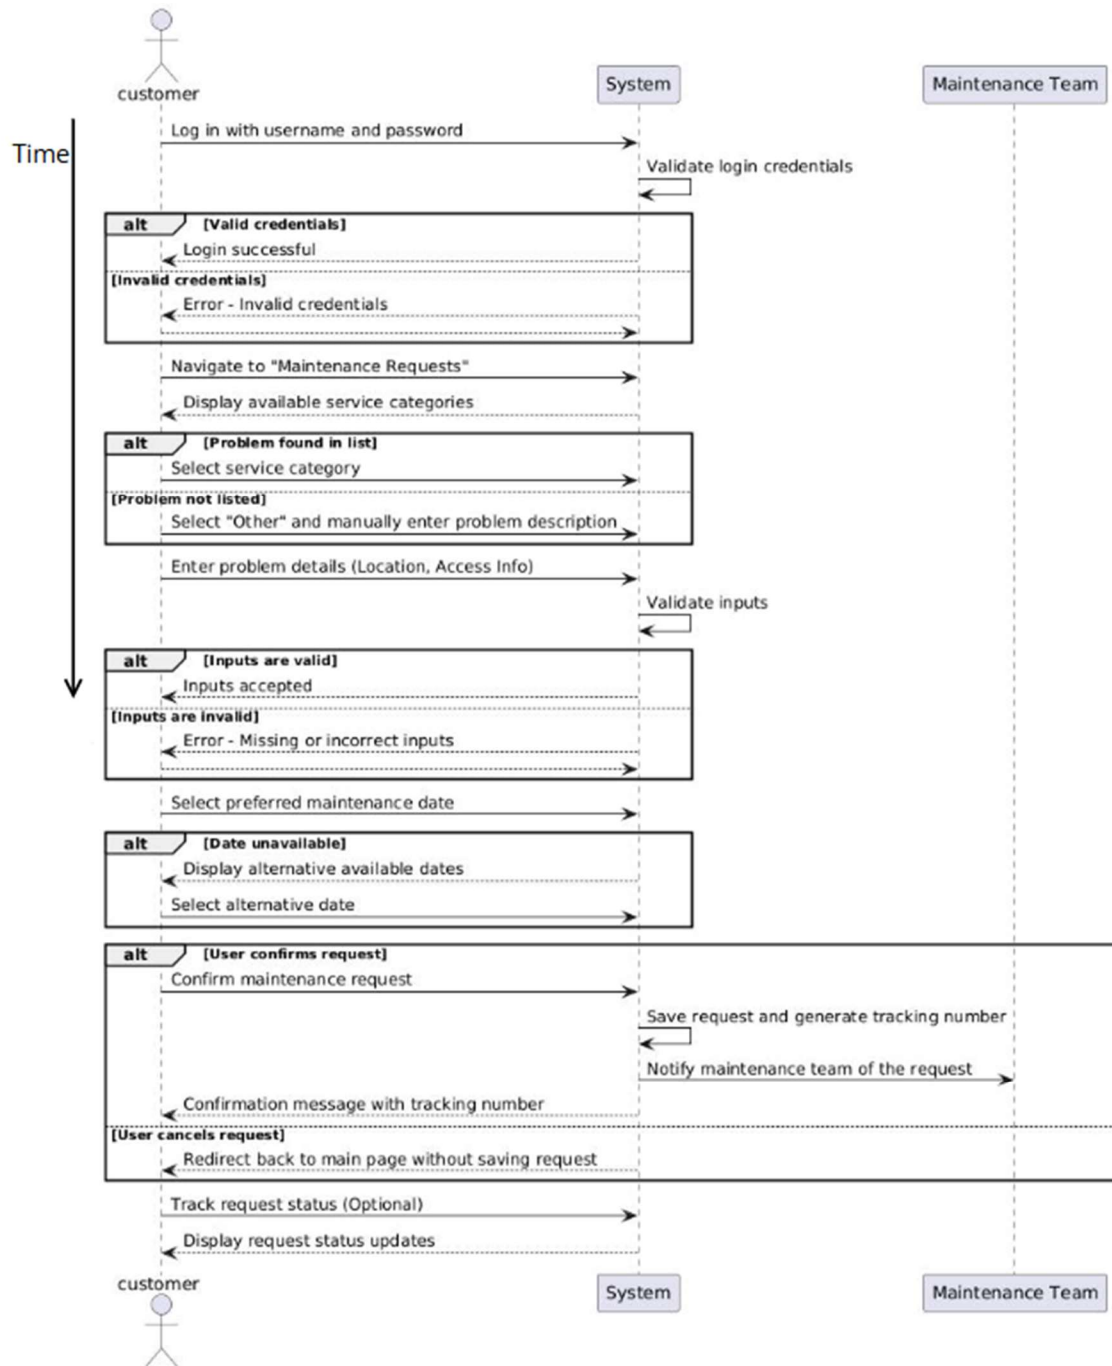 customer
System
Maintenance Team
Time
Log in with username and password
Validate login credentials
alt [Valid credentials]
Login successful
[Invalid credentials]
Error - Invalid credentials
Navigate to "Maintenance Requests"
Display available service categories
alt [Problem found in list]
Select service category
[Problem not listed]
Select "Other" and manually enter problem description
Enter problem details (Location, Access Info)
Validate inputs
alt [Inputs are valid]
Inputs accepted
[Inputs are invalid]
Error - Missing or incorrect inputs
Select preferred maintenance date
alt [Date unavailable]
Display alternative available dates
Select alternative date
alt [User confirms request]
Confirm maintenance request
Save request and generate tracking number
Notify maintenance team of the request
Confirmation message with tracking number
[User cancels request]
Redirect back to main page without saving request
Track request status (Optional)
Display request status updates
customer
System
Maintenance Team